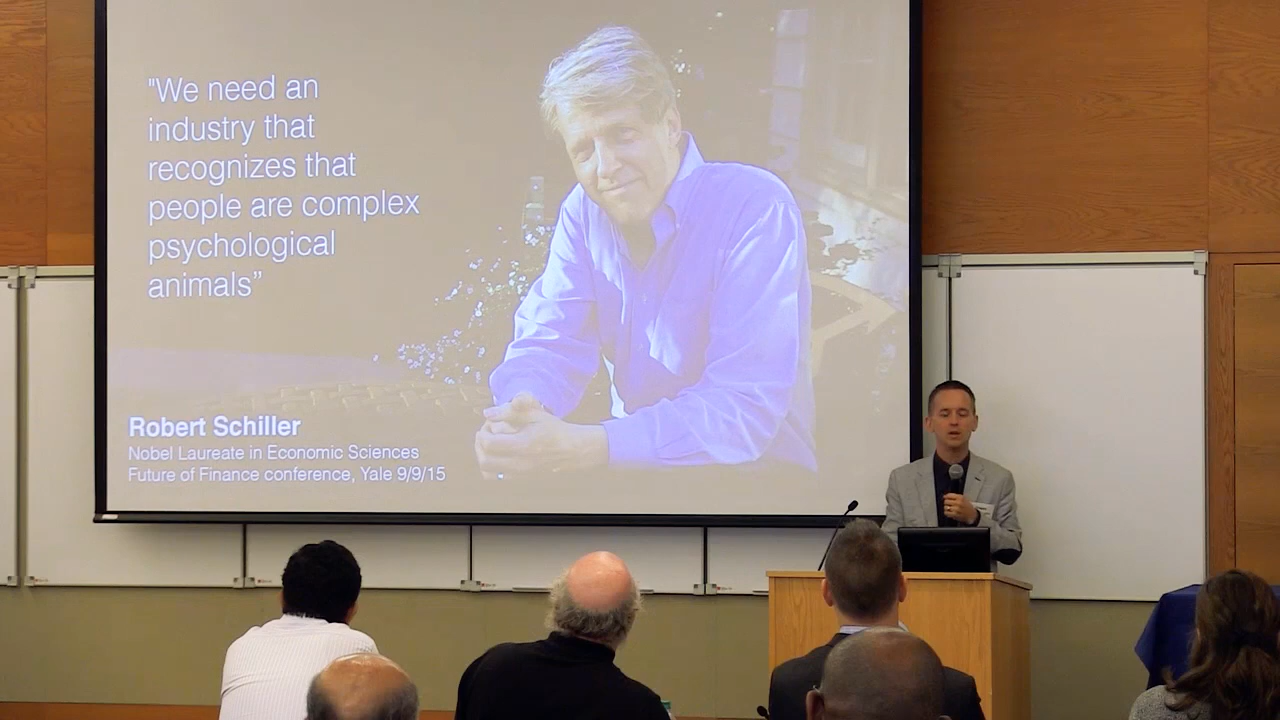 "We need an
industry that
recognizes that
people are complex
psychological
animals”
Robert Schiller
Nobel Laureate in Economic Sciences
Future of Finance conference, Yale 9/9/15